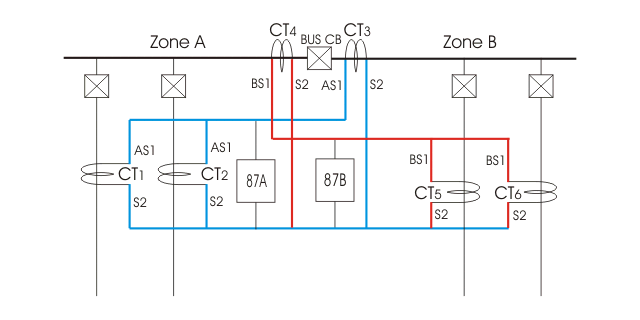 CT4
BUS CB
CT3
Zone A
Zone B
BS1
S2
AS1
S2
AS1
AS1
BS1
BS1
CT1
CT2
87A
87B
CT5
CT6
S2
S2
S2
S2